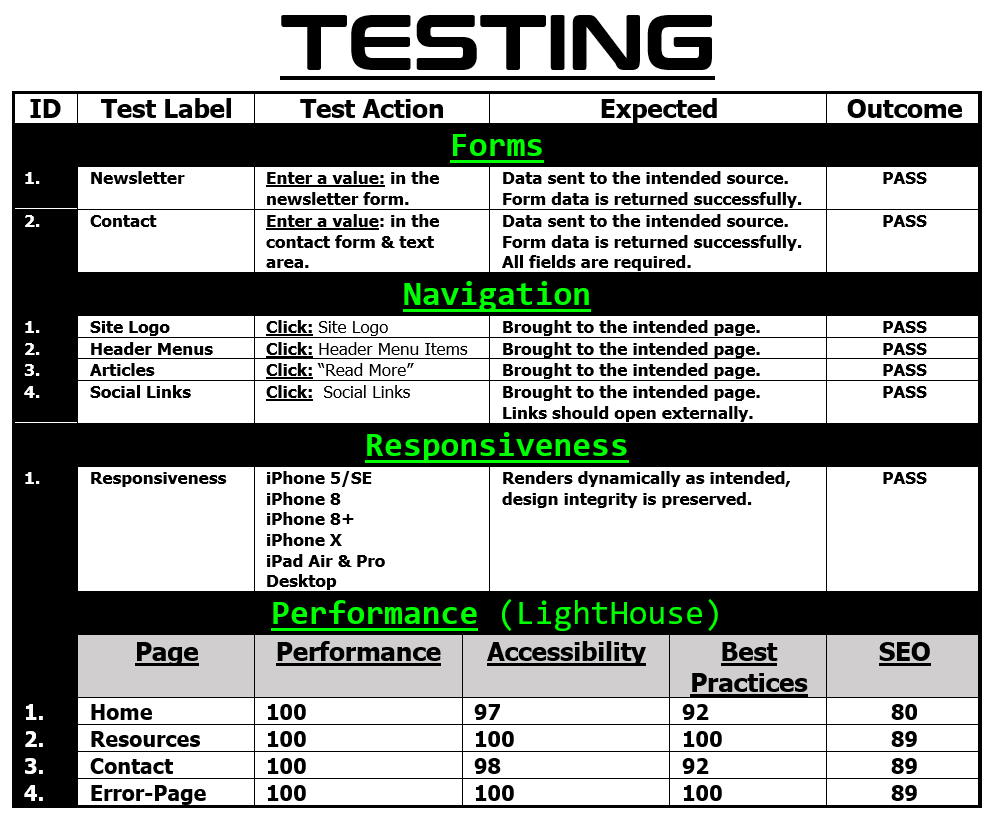 TESTING
ID Test Label Test Action Expected Outcome
Forms
1. Newsletter Enter a value: in the Data sent to the intended source. PASS
newsletter form. Form data is returned successfully.
2. Contact Enter a value: in the Data sent to the intended source. PASS
contact form & text Form data is returned successfully.
area. All fields are required.
Navigation
1. Site Logo Click: Site Logo Brought to the intended page. PASS
2. Header Menus Click: Header Menu Items Brought to the intended page. PASS
3. Articles Click: “Read More” Brought to the intended page. PASS
4. Social Links Click: Social Links Brought to the intended page. PASS
Links should open externally.
Responsiveness
1. Responsiveness iPhone 5/SE Renders dynamically as intended, PASS
iPhone 8 design integrity is preserved.
iPhone 8+
iPhone X
iPad Air & Pro
Desktop
Performance (LightHouse)
Page Performance Accessibility Best SEO
Practices
1. Home 100 97 92 80
2. Resources 100 100 100 89
3. Contact 100 98 92 89
4. Error-Page 100 100 100 89